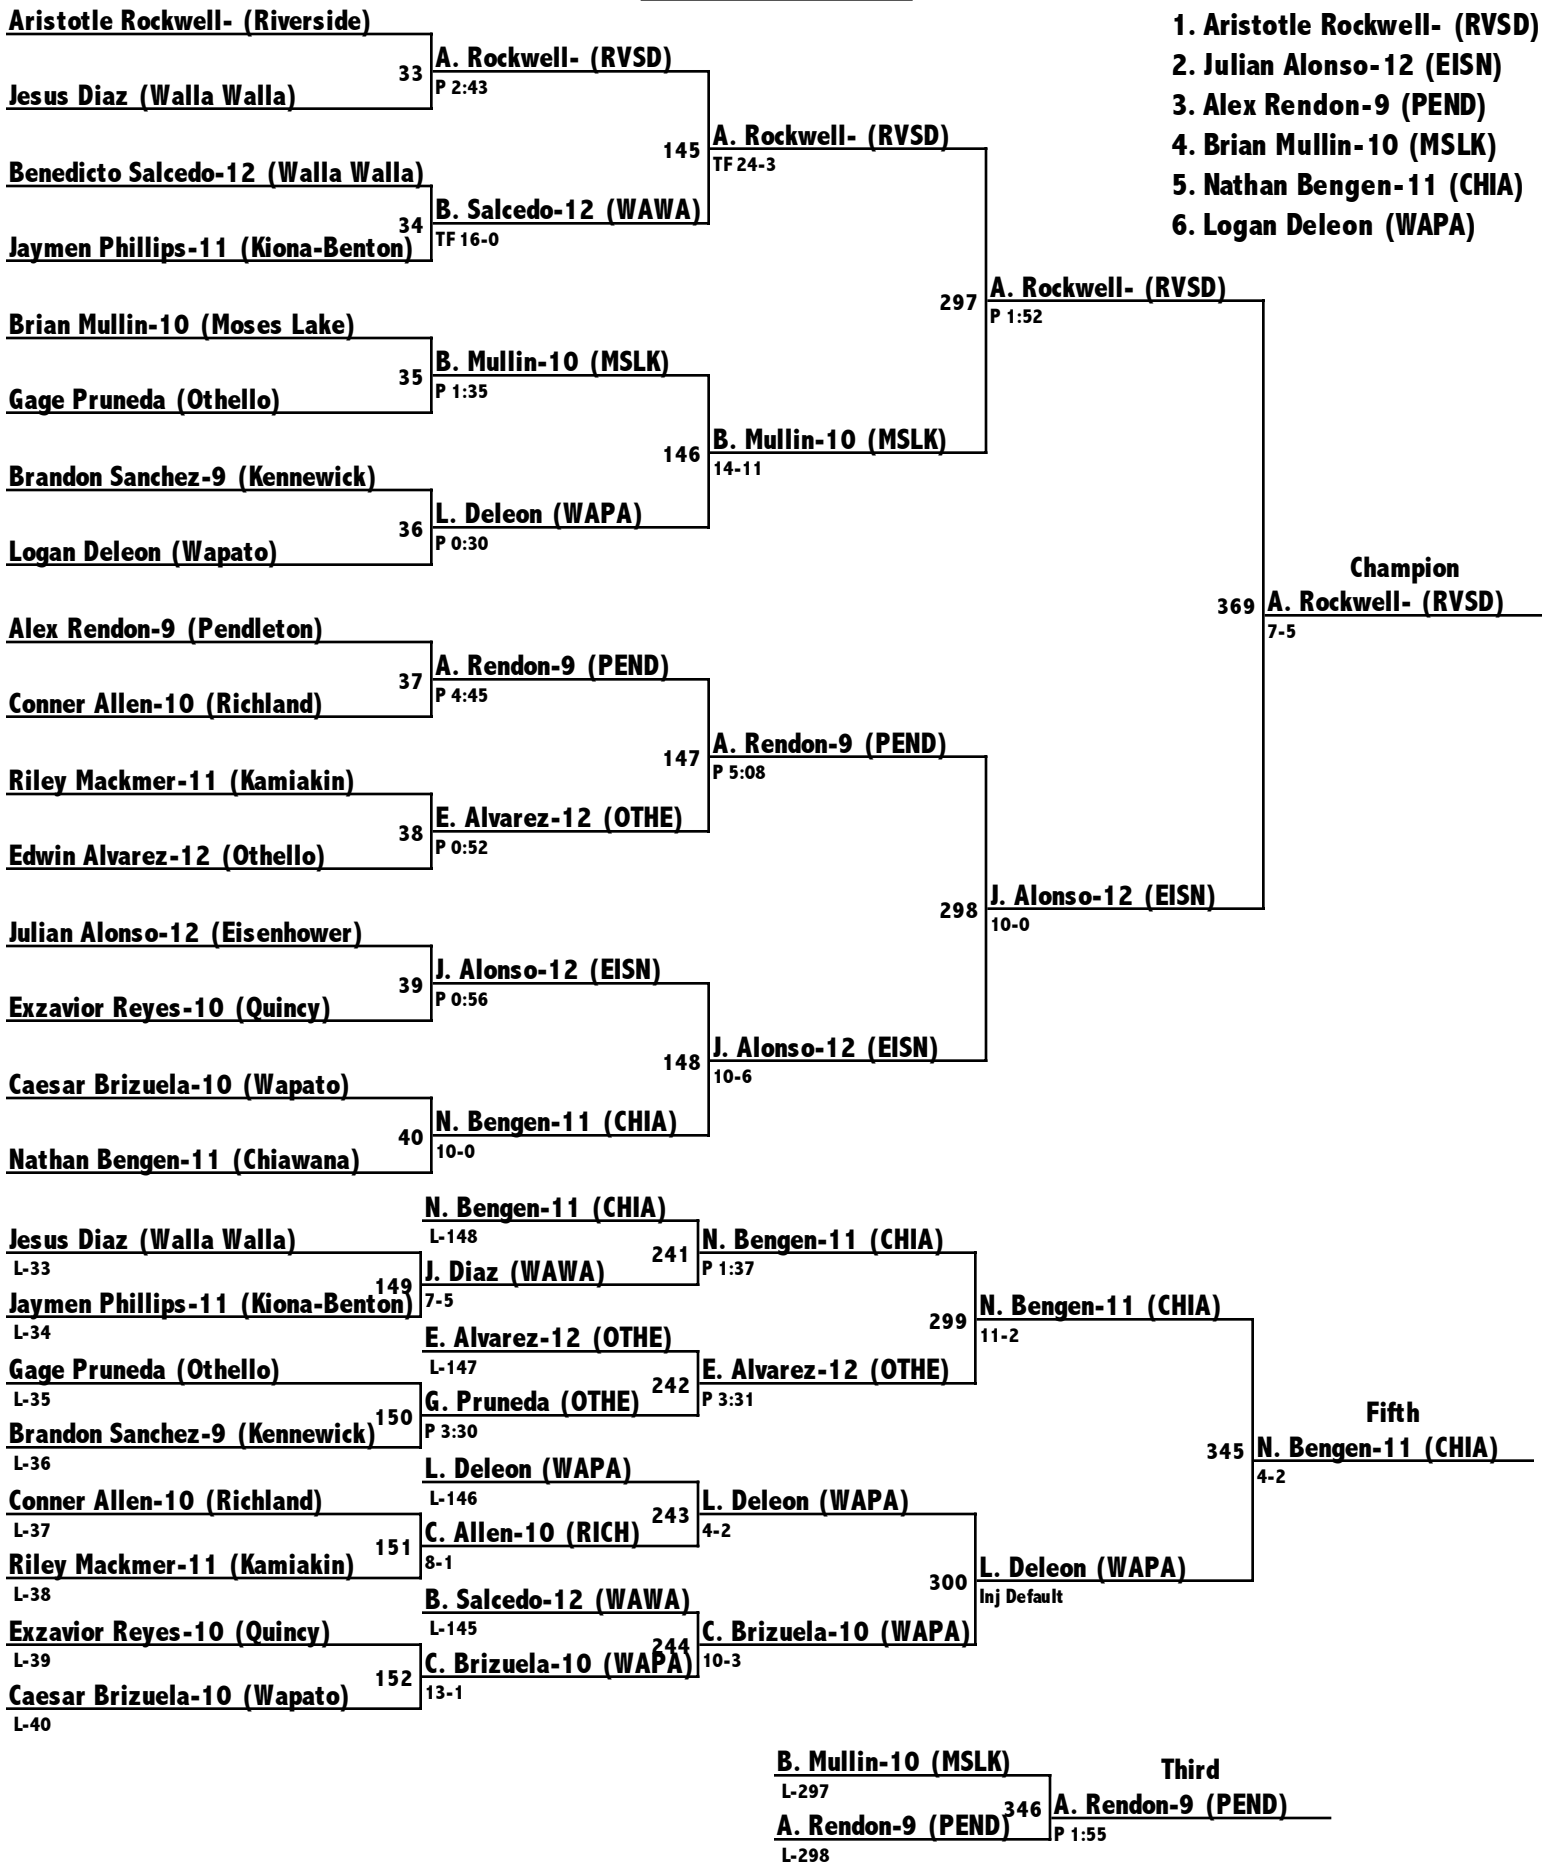 Aristotle Rockwell- (Riverside)
33
Jesus Diaz (Walla Walla)
A. Rockwell- (RVSD)
P 2:43
Benedicto Salcedo-12 (Walla Walla)
34
Jaymen Phillips-11 (Kiona-Benton)
B. Salcedo-12 (WAWA)
TF 16-0
145
A. Rockwell- (RVSD)
TF 24-3
Brian Mullin-10 (Moses Lake)
35
Gage Pruneda (Othello)
B. Mullin-10 (MSLK)
P 1:35
Brandon Sanchez-9 (Kennewick)
36
Logan Deleon (Wapato)
L. Deleon (WAPA)
P 0:30
146
B. Mullin-10 (MSLK)
14-11
297
A. Rockwell- (RVSD)
P 1:52
Alex Rendon-9 (Pendleton)
37
Conner Allen-10 (Richland)
A. Rendon-9 (PEND)
P 4:45
Riley Mackmer-11 (Kamiakin)
38
Edwin Alvarez-12 (Othello)
E. Alvarez-12 (OTHE)
P 0:52
147
A. Rendon-9 (PEND)
P 5:08
Julian Alonso-12 (Eisenhower)
39
Exzavior Reyes-10 (Quincy)
J. Alonso-12 (EISN)
P 0:56
Caesar Brizuela-10 (Wapato)
40
Nathan Bengen-11 (Chiawana)
N. Bengen-11 (CHIA)
10-0
148
J. Alonso-12 (EISN)
10-6
298
J. Alonso-12 (EISN)
10-0
369
Champion
A. Rockwell- (RVSD)
7-5
1. Aristotle Rockwell- (RVSD)
2. Julian Alonso-12 (EISN)
3. Alex Rendon-9 (PEND)
4. Brian Mullin-10 (MSLK)
5. Nathan Bengen-11 (CHIA)
6. Logan Deleon (WAPA)
Jesus Diaz (Walla Walla)
L-33
149
Jaymen Phillips-11 (Kiona-Benton)
L-34
N. Bengen-11 (CHIA)
L-148
J. Diaz (WAWA)
7-5
241
N. Bengen-11 (CHIA)
P 1:37
Gage Pruneda (Othello)
L-35
150
Brandon Sanchez-9 (Kennewick)
L-36
E. Alvarez-12 (OTHE)
L-147
G. Pruneda (OTHE)
P 3:30
242
E. Alvarez-12 (OTHE)
P 3:31
299
N. Bengen-11 (CHIA)
11-2
Conner Allen-10 (Richland)
L-37
151
Riley Mackmer-11 (Kamiakin)
L-38
L. Deleon (WAPA)
L-146
C. Allen-10 (RICH)
8-1
243
L. Deleon (WAPA)
4-2
Exzavior Reyes-10 (Quincy)
L-39
152
Caesar Brizuela-10 (Wapato)
L-40
B. Salcedo-12 (WAWA)
L-145
C. Brizuela-10 (WAPA)
13-1
244
C. Brizuela-10 (WAPA)
10-3
300
L. Deleon (WAPA)
Inj Default
345
Fifth
N. Bengen-11 (CHIA)
4-2
B. Mullin-10 (MSLK)
L-297
346
A. Rendon-9 (PEND)
L-298
Third
A. Rendon-9 (PEND)
P 1:55